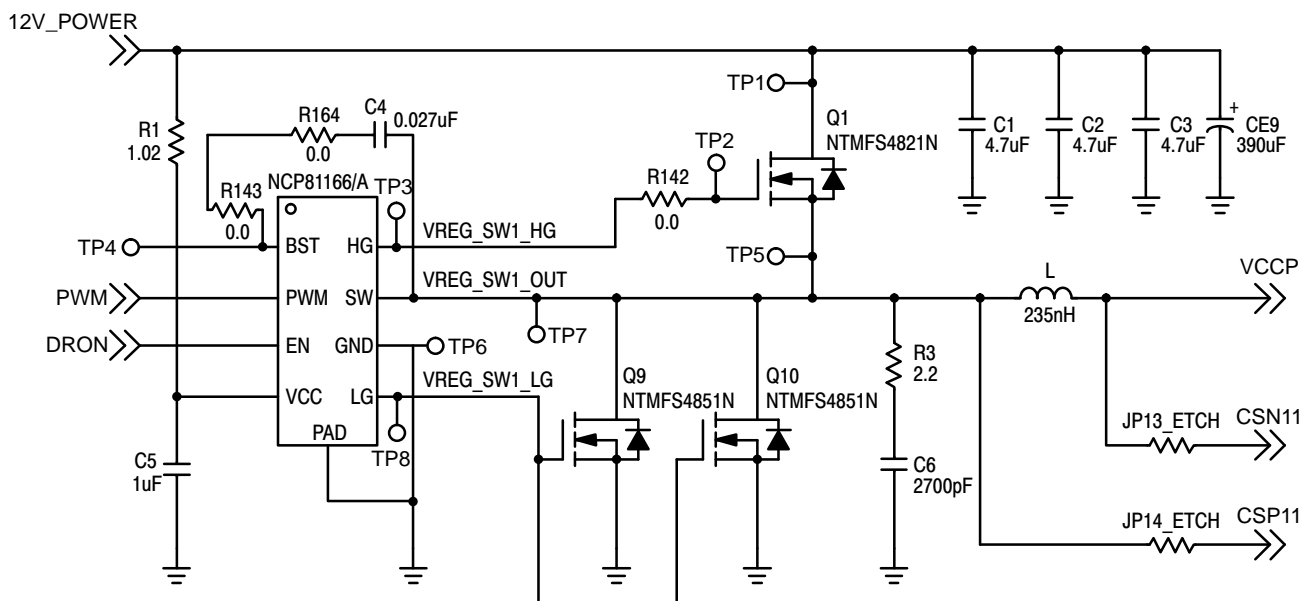 12V_POWER
R1
1.02
R164
0.0
C4
0.027uF
R143
0.0
NCP81166/A
TP3
TP4
BST
HG
VREG_SW1_HG
R142
0.0
TP2
TP1
Q1
NTMFS4821N
C1
4.7uF
C2
4.7uF
C3
4.7uF
+
CE9
390uF
TP5
PWM
PWM
SW
VREG_SW1_OUT
TP7
L
235nH
VCCP
DRON
EN
GND
TP6
VCC
LG
VREG_SW1_LG
TP8
PAD
Q9
NTMFS4851N
Q10
NTMFS4851N
R3
2.2
C5
1uF
C6
2700pF
JP13_ETCH
CSN11
JP14_ETCH
CSP11